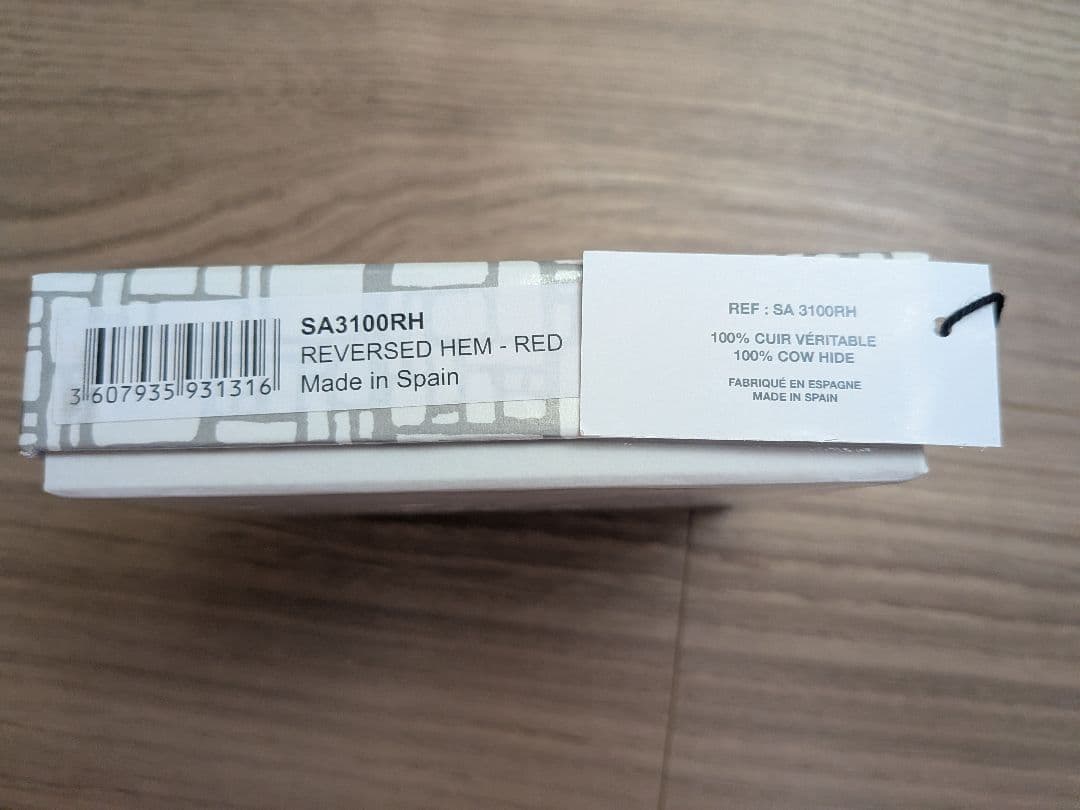 SA3100RH
REVERSED HEM - RED
Made in Spain
3 607935 931316
REF : SA 3100RH
100% CUIR VÉRITABLE
100% COW HIDE
FABRIQUÉ EN ESPAGNE
MADE IN SPAIN